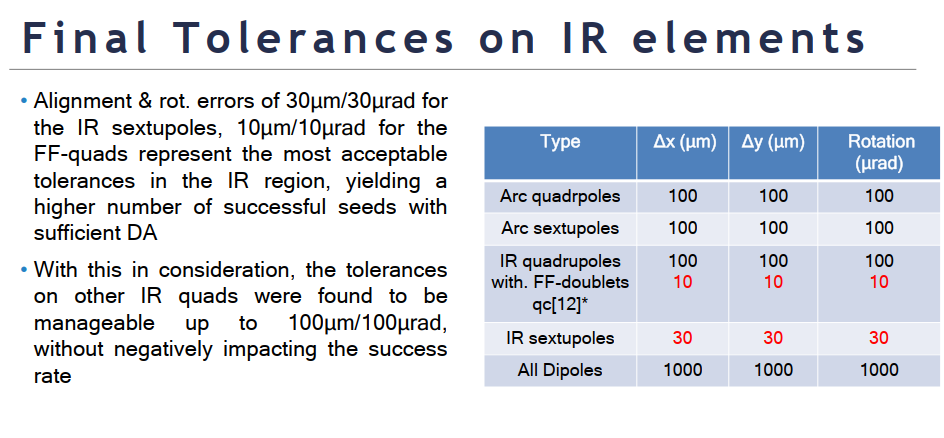 Final Tolerances on IR elements
• Alignment & rot. errors of 30μm/30μrad for
the IR sextupoles, 10μm/10μrad for the
FF-quads represent the most acceptable
tolerances in the IR region, yielding a
higher number of successful seeds with
sufficient DA
• With this in consideration, the tolerances
on other IR quads were found to be
manageable up to 100μm/100μrad,
without negatively impacting the success
rate
Type Δx (μm) Δy (μm) Rotation
(μrad)
Arc quadrpoles 100 100 100
Arc sextupoles 100 100 100
IR quadrupoles 100 100 100
with. FF-doublets 10 10 10
qc[12]*
IR sextupoles 30 30 30
All Dipoles 1000 1000 1000